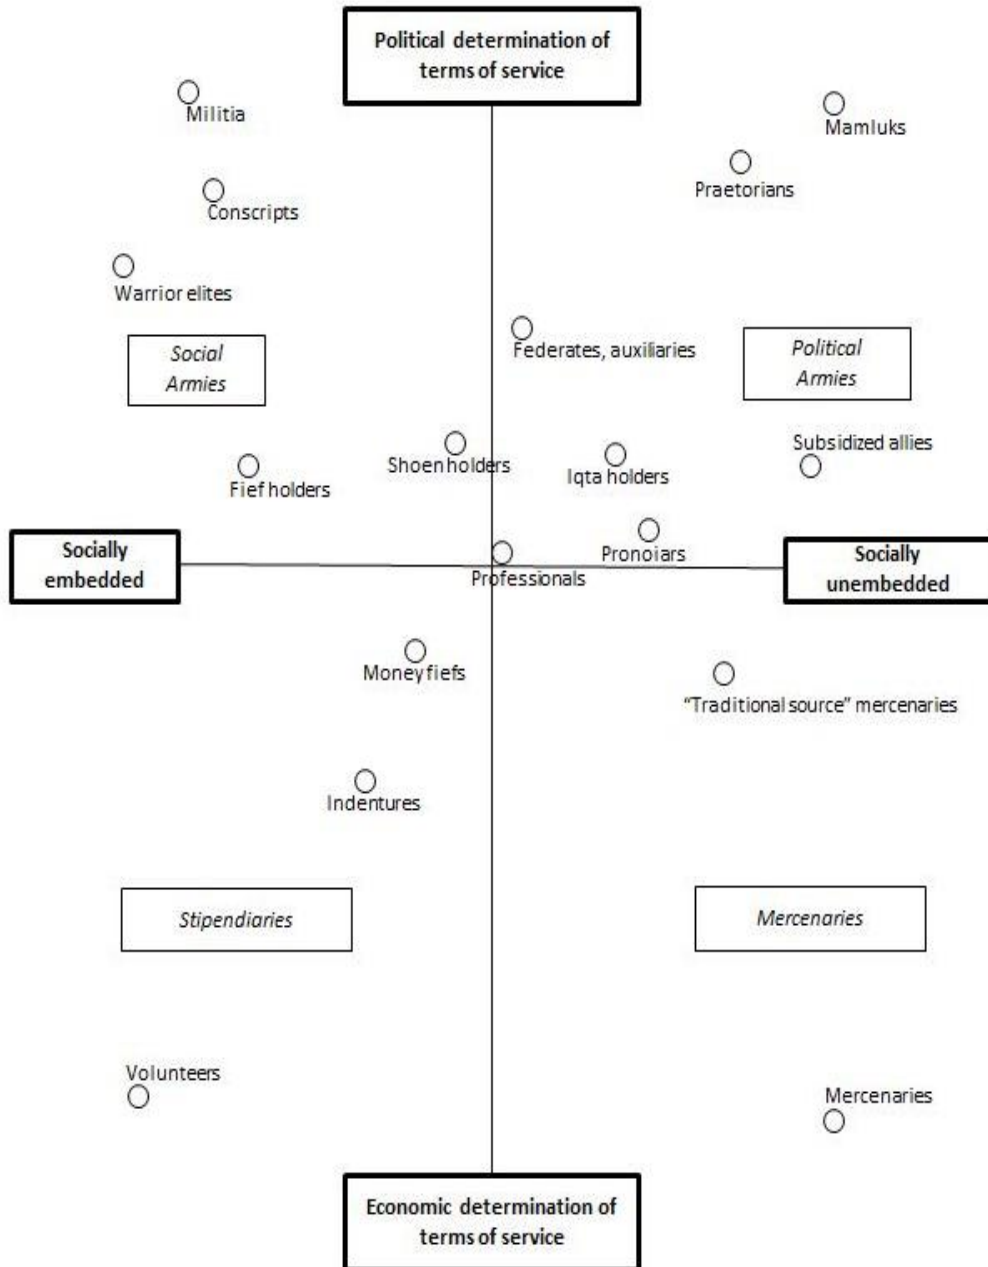 Political determination of
terms of service
Militia
Mamluks
Praetorians
Conscripts
Warrior elites
Federates, auxiliaries
Social
Armies
Political
Armies
Subsidized allies
Shoen holders
Iqta holders
Fief holders
Socially
embedded
Pronoiars
Socially
unembedded
Professionals
Money fiefs
"Traditional source" mercenaries
Indentures
Stipendiaries
Mercenaries
Volunteers
Mercenaries
Economic determination of
terms of service